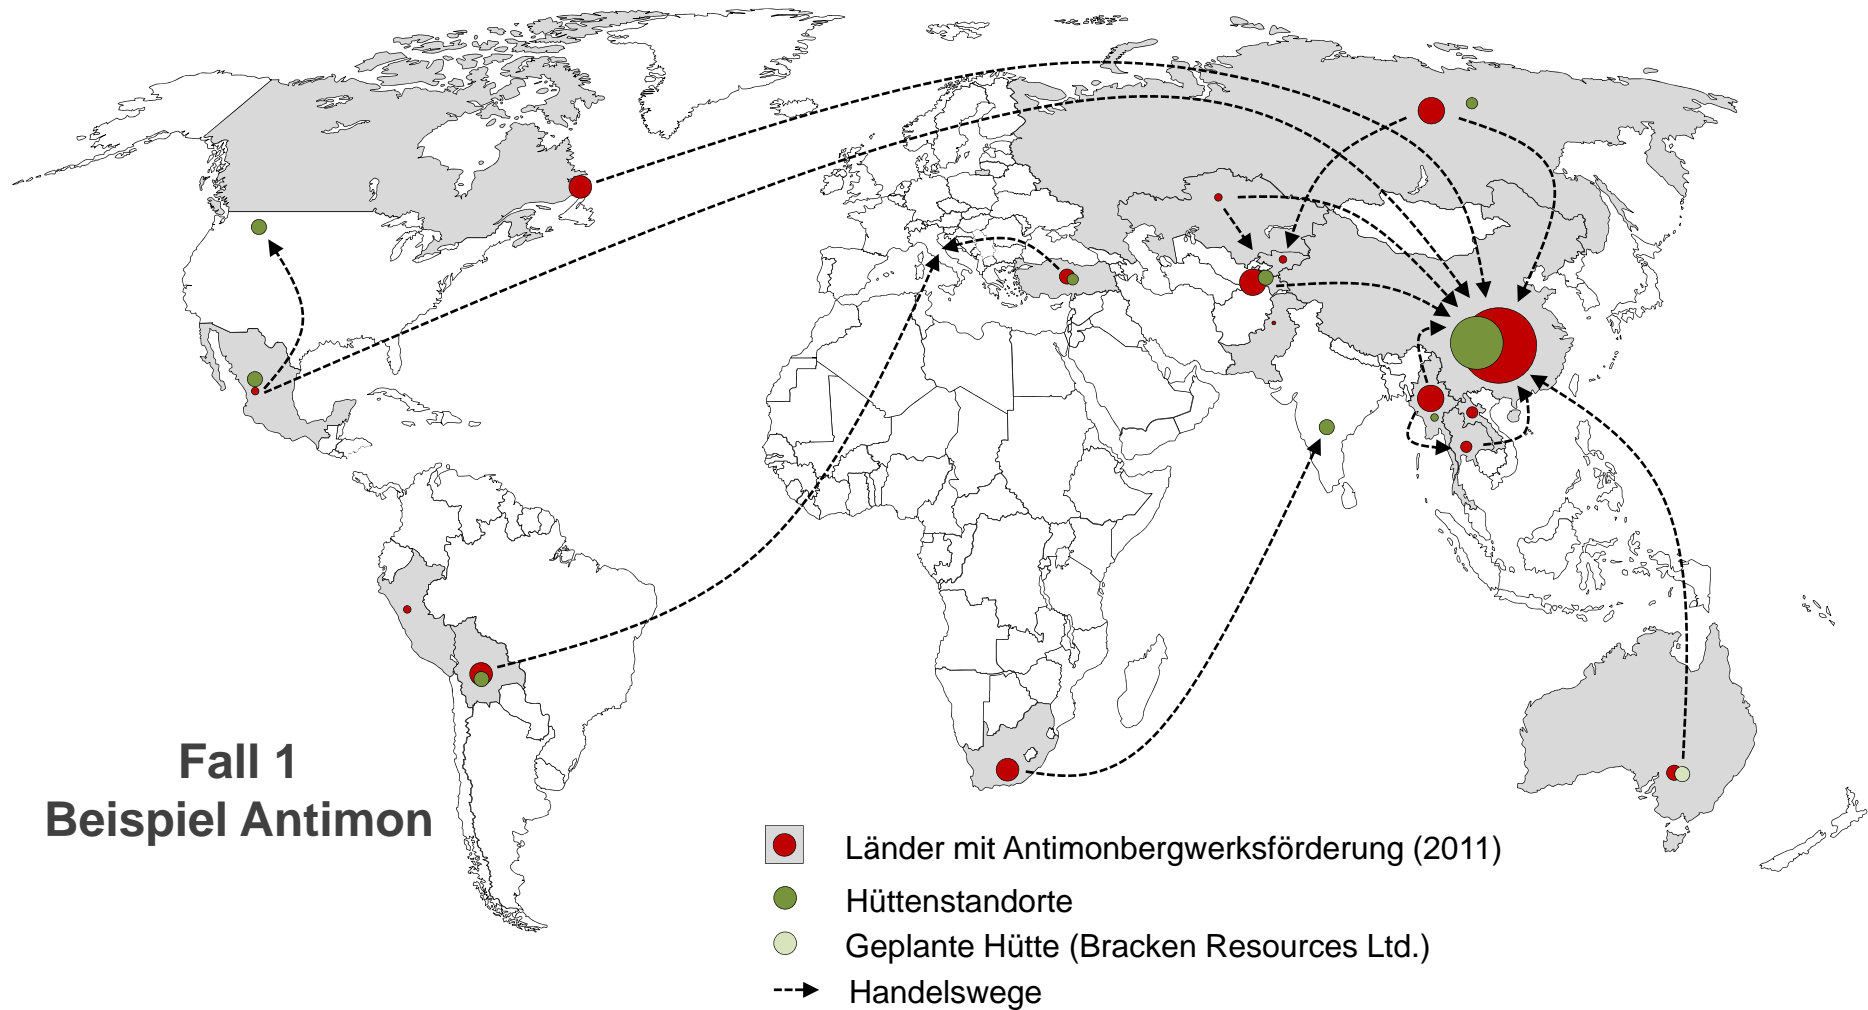 Fall 1
Beispiel Antimon
Länder mit Antimonbergwerksförderung (2011)
Hüttenstandorte
Geplante Hütte (Bracken Resources Ltd.)
Handelswege